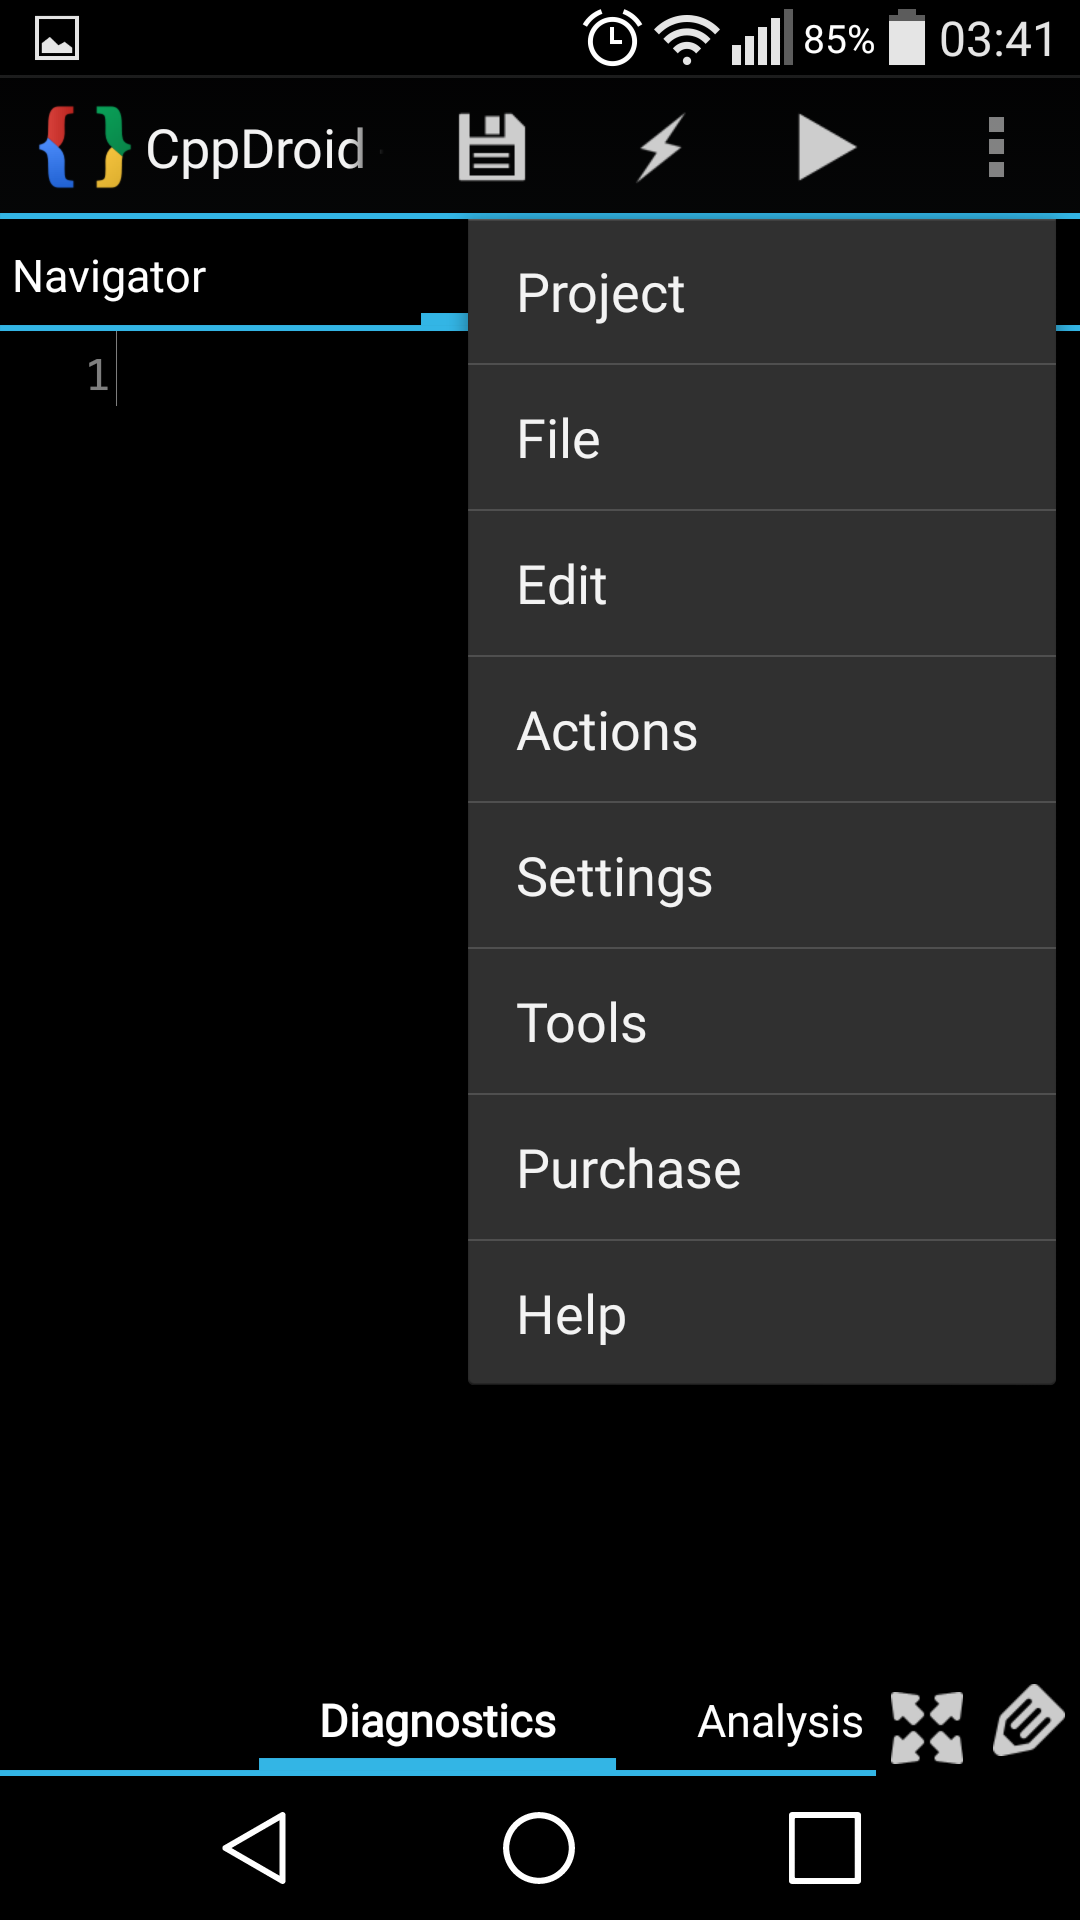 85% 03:41
CppDroid
Navigator
1
Project
File
Edit
Actions
Settings
Tools
Purchase
Help
Diagnostics Analysis